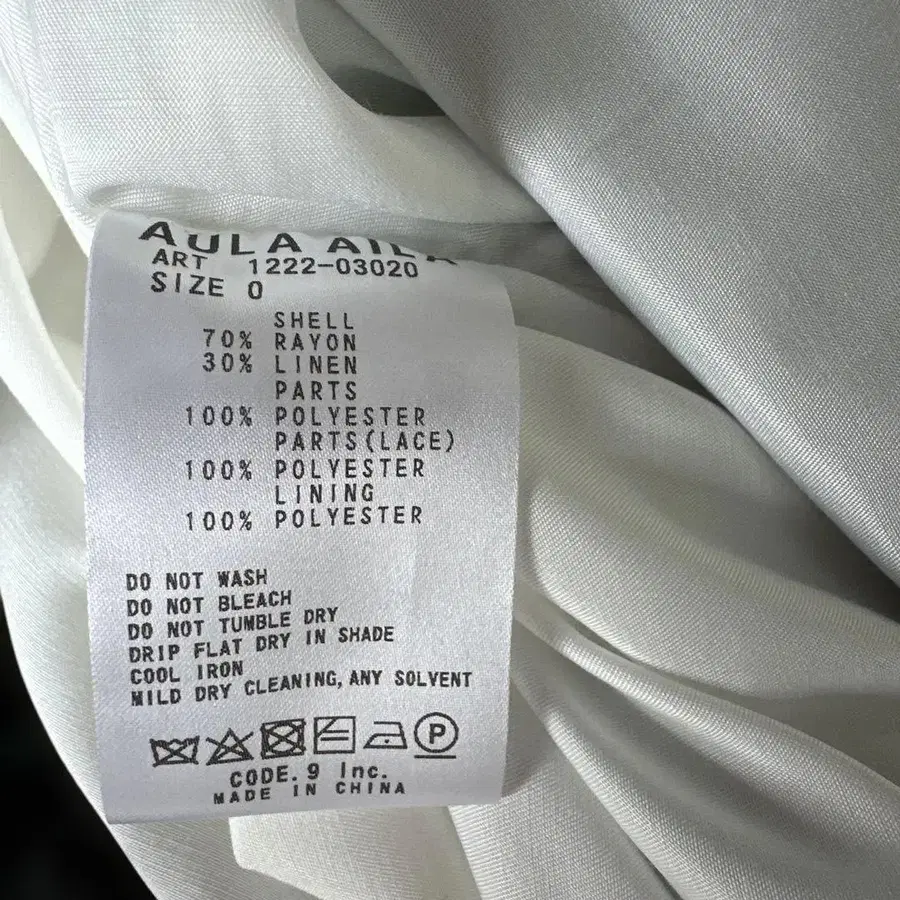 AULA AILA
ART 1222-03020
SIZE 0
SHELL
70% RAYON
30% LINEN
PARTS
100% POLYESTER
PARTS(LACE)
100% POLYESTER
LINING
100% POLYESTER
DO NOT WASH
DO NOT BLEACH
DO NOT TUMBLE DRY
DRIP FLAT DRY IN SHADE
COOL IRON
MILD DRY CLEANING, ANY SOLVENT
P
CODE.9 Inc.
MADE IN CHINA